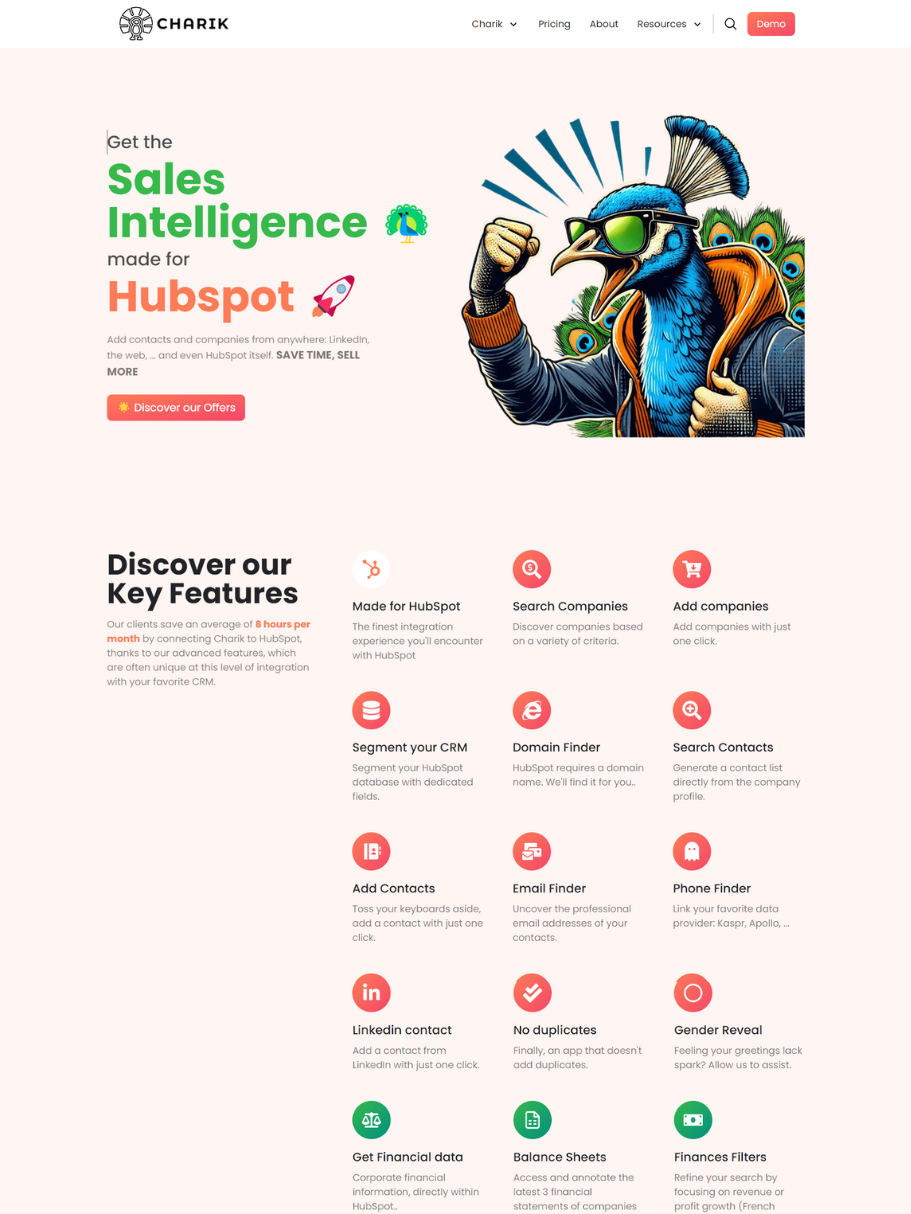 CHARIK
Charik
Pricing
About
Resources
Demo
Get the
Sales
Intelligence
made for
Hubspot
Add contacts and companies from anywhere: LinkedIn,
the web, ... and even HubSpot itself. SAVE TIME, SELL
MORE
Discover our Offers
Discover our
Key Features
Our clients save an average of 8 hours per
month by connecting Charik to HubSpot,
thanks to our advanced features, which
are often unique at this level of integration
with your favorite CRM.
Made for HubSpot
The finest integration
experience you'll encounter
with HubSpot
Search Companies
Discover companies based
on a variety of criteria.
Add companies
Add companies with just
one click.
Segment your CRM
Segment your HubSpot
database with dedicated
fields.
Domain Finder
HubSpot requires a domain
name. We'll find it for you..
Search Contacts
Generate a contact list
directly from the company
profile.
Add Contacts
Toss your keyboards aside,
add a contact with just one
click.
Email Finder
Uncover the professional
email addresses of your
contacts.
Phone Finder
Link your favorite data
provider: Kaspr, Apollo, ...
in
Linkedin contact
Add a contact from
LinkedIn with just one click.
No duplicates
Finally, an app that doesn't
add duplicates.
Gender Reveal
Feeling your greetings lack
spark? Allow us to assist.
Get Financial data
Corporate financial
information, directly within
HubSpot..
Balance Sheets
Access and annotate the
latest 3 financial
statements of companies
Finances Filters
Refine your search by
focusing on revenue or
profit growth (French